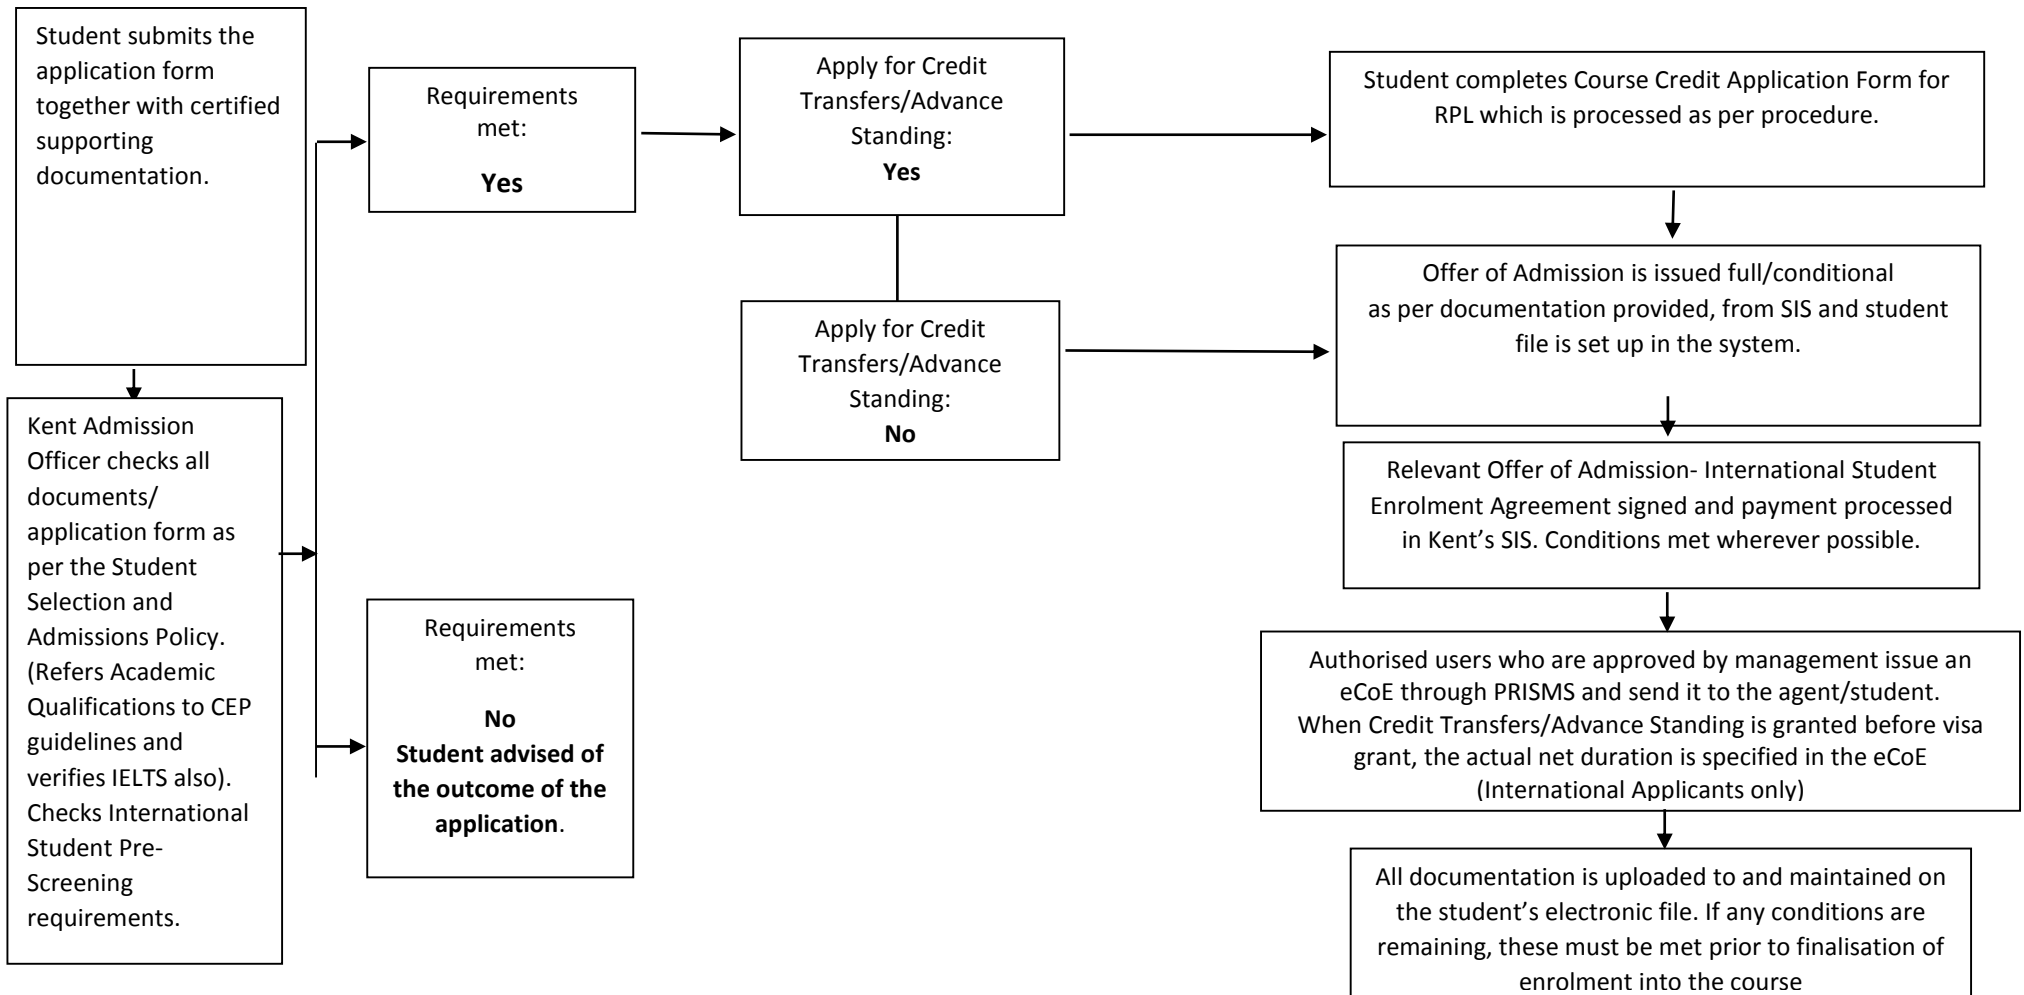 Student submits the
application form
together with certified
supporting
documentation.
Kent Admission
Officer checks all
documents/
application form as
per the Student
Selection and
Admissions Policy.
(Refers Academic
Qualifications to CEP
guidelines and
verifies IELTS also).
Checks International
Student Pre-
Screening
requirements.
Requirements
met:
Yes
Requirements
met:
No
Student advised of
the outcome of the
application.
Apply for Credit
Transfers/Advance
Standing:
Yes
Apply for Credit
Transfers/Advance
Standing:
No
Student completes Course Credit Application Form for
RPL which is processed as per procedure.
Offer of Admission is issued full/conditional
as per documentation provided, from SIS and student
file is set up in the system.
Relevant Offer of Admission- International Student
Enrolment Agreement signed and payment processed
in Kent’s SIS. Conditions met wherever possible.
Authorised users who are approved by management issue an
eCoE through PRISMS and send it to the agent/student.
When Credit Transfers/Advance Standing is granted before visa
grant, the actual net duration is specified in the eCoE
(International Applicants only)
All documentation is uploaded to and maintained on
the student’s electronic file. If any conditions are
remaining, these must be met prior to finalisation of
enrolment into the course